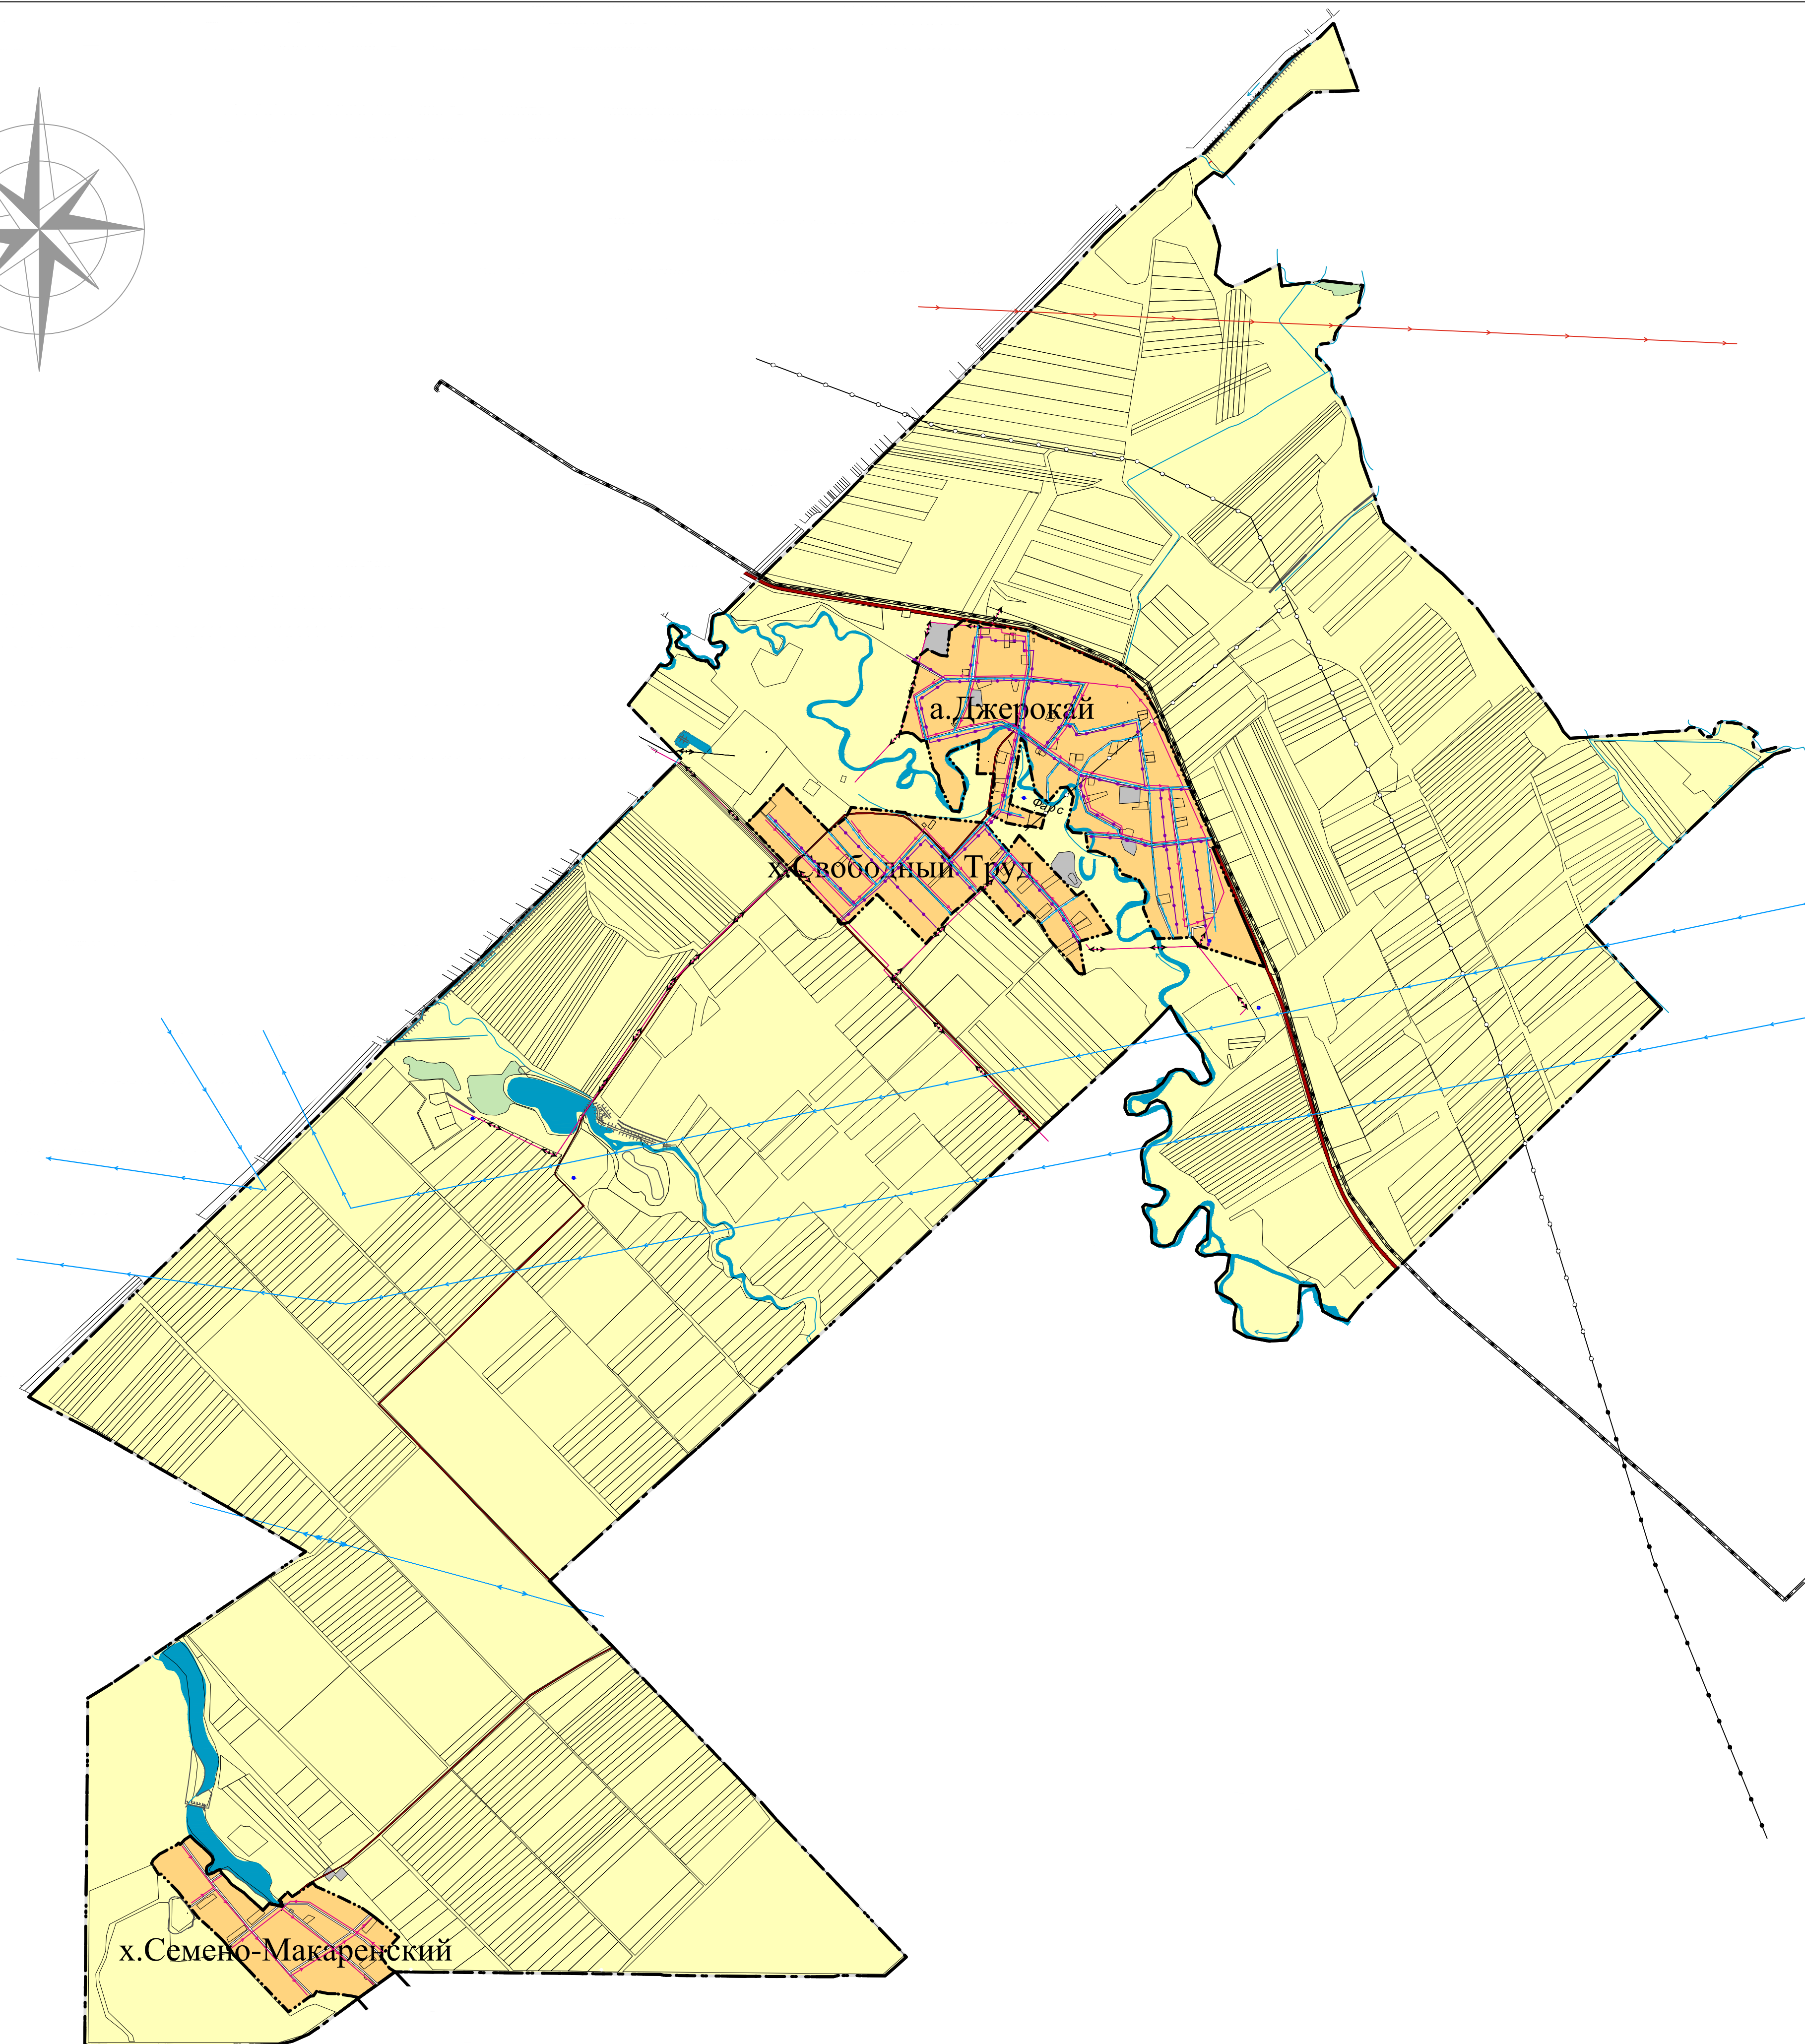 а.Джерокай
Фарс
х.Свободный Труд
х.Семено-Макаренский